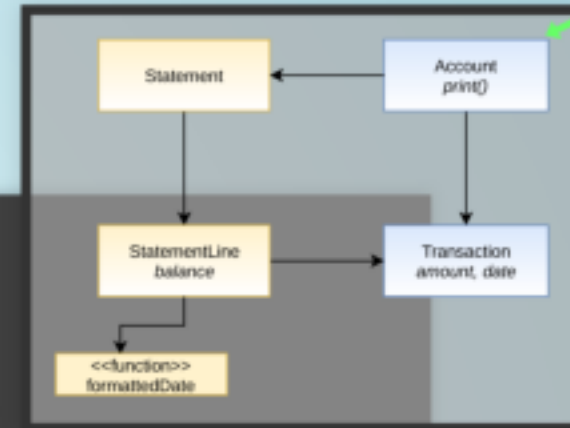 Statement
Account
print()
StatementLine
balance
Transaction
amount, date
<<function>>
formattedDate